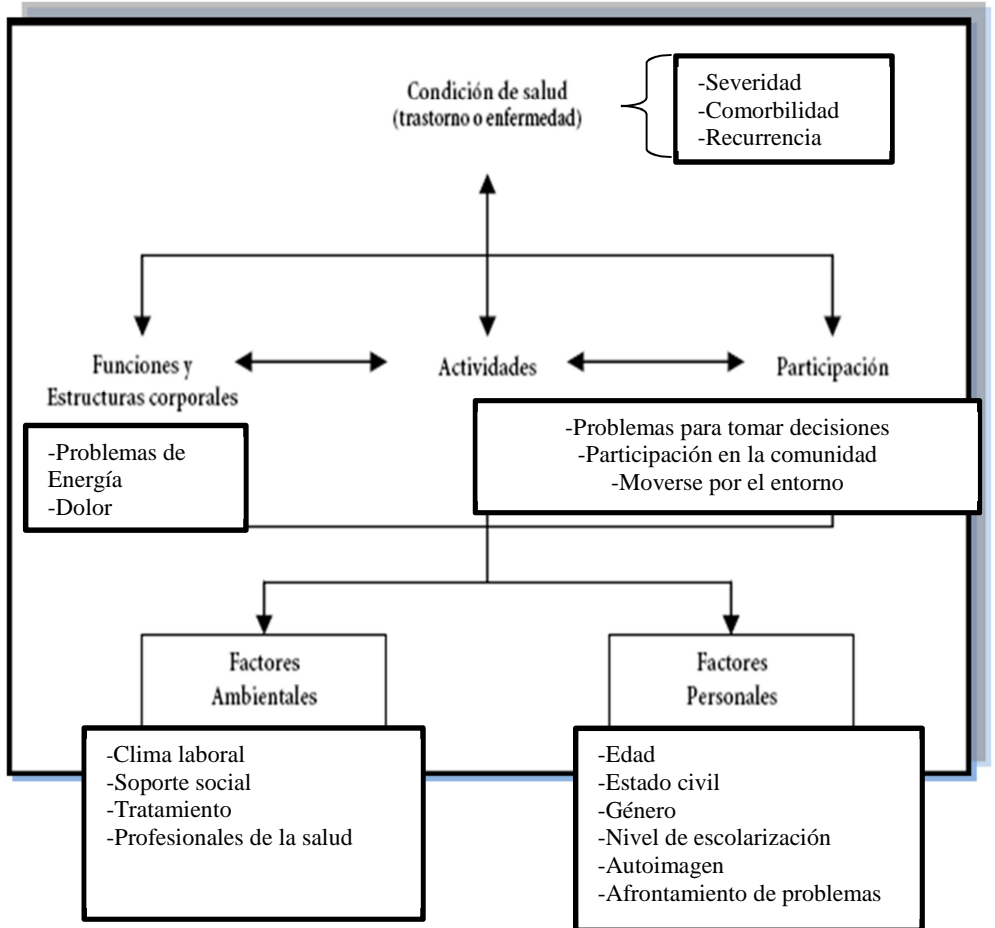 Condición de salud
(trastorno o enfermedad)
-Severidad
-Comorbilidad
-Recurrencia
Funciones y
Estructuras corporales
Actividades
Participación
-Problemas de
Energía
-Dolor
-Problemas para tomar decisiones
-Participación en la comunidad
-Moverse por el entorno
Factores
Ambientales
Factores
Personales
-Clima laboral
-Soporte social
-Tratamiento
-Profesionales de la salud
-Edad
-Estado civil
-Género
-Nivel de escolarización
-Autoimagen
-Afrontamiento de problemas